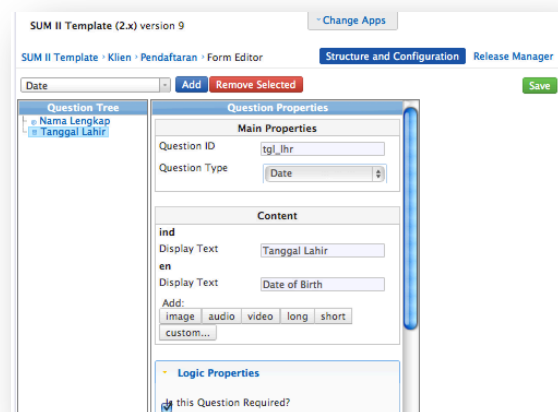 SUM II Template (2.x) version 9
Change Apps
SUM II Template › Klien › Pendaftaran › Form Editor
Structure and Configuration Release Manager
Date Add Remove Selected Save
Question Tree
Nama Lengkap
Tanggal Lahir
Question Properties
Main Properties
Question ID tgl_lhr
Question Type Date
Content
ind
Display Text Tanggal Lahir
en
Display Text Date of Birth
Add:
image audio video long short
custom...
Logic Properties
Is this Question Required?